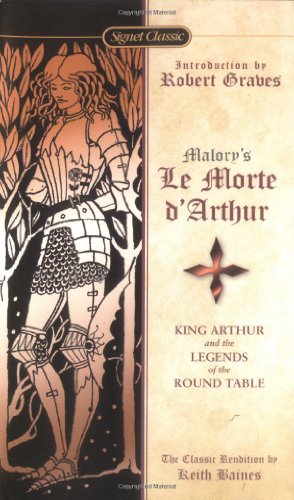 Signet Classic
Introduction by
Robert Graves
Malory's
Le Morte
d'Arthur
KING ARTHUR
and the
LEGENDS
of the
ROUND TABLE
The Classic Rendition by
Keith Baines